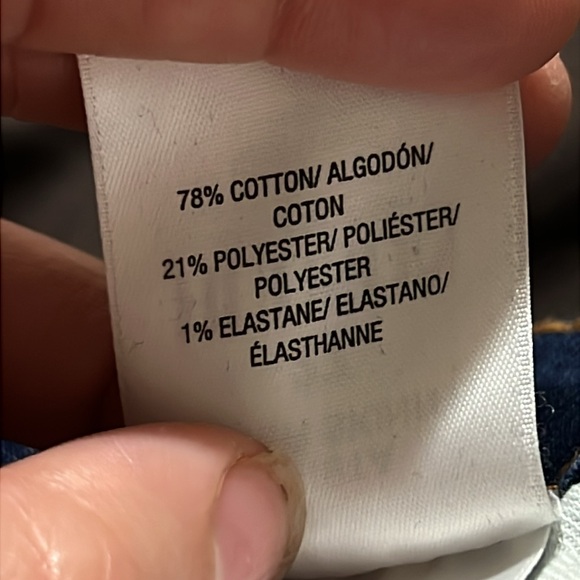 78% COTTON/ ALGODÓN/
COTON
21% POLYESTER/ POLIÉSTER/
POLYESTER
1% ELASTANE/ ELASTANO/
ÉLASTHANNE